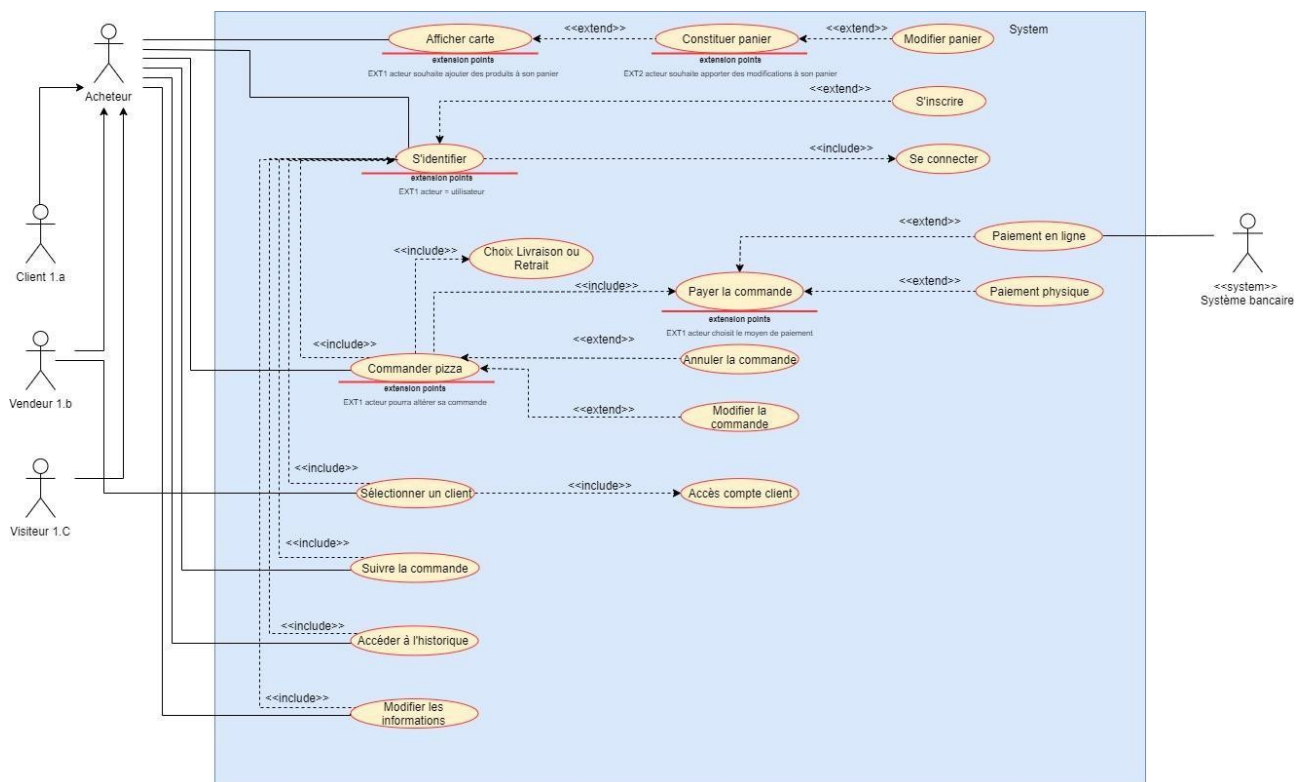 System
Acheteur
Afficher carte
extension points
EXT1 acteur souhaite ajouter des produits à son panier
<<extend>>
Constituer panier
extension points
EXT2 acteur souhaite apporter des modifications à son panier
<<extend>>
Modifier panier
<<extend>>
S'inscrire
S'identifier
extension points
EXT1 acteur = utilisateur
<<include>>
Se connecter
Client 1.a
<<include>>
Choix Livraison ou
Retrait
<<extend>>
Paiement en ligne
<<include>>
Payer la commande
extension points
EXT1 acteur choisit le moyen de paiement
<<extend>>
Paiement physique
<<system>>
Système bancaire
<<include>>
Commander pizza
extension points
EXT1 acteur pourra altérer sa commande
<<extend>>
Annuler la commande
<<extend>>
Modifier la
commande
Vendeur 1.b
<<include>>
Sélectionner un client
<<include>>
Accès compte client
Visiteur 1.C
<<include>>
Suivre la commande
<<include>>
Accéder à l'historique
<<include>>
Modifier les
informations